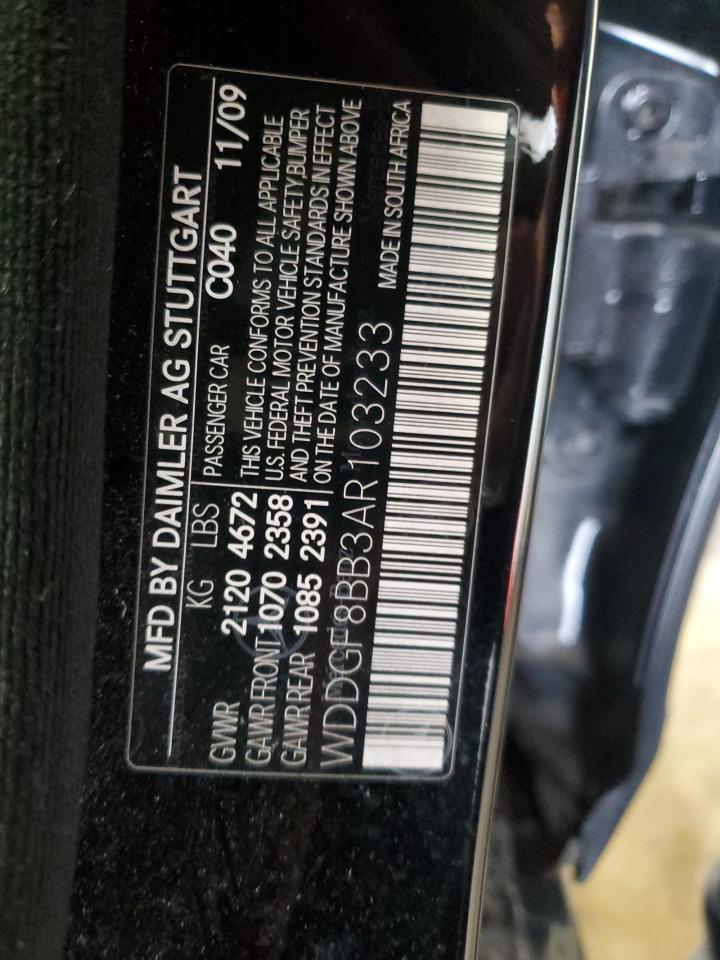 MFD BY DAIMLER AG STUTTGART
KG LBS PASSENGER CAR C040 11/09
GVWR 2120 4672 THIS VEHICLE CONFORMS TO ALL APPLICABLE
GAWR FRONT 1070 2358 U.S. FEDERAL MOTOR VEHICLE SAFETY, BUMPER
GAWR REAR 1085 2391 AND THEFT PREVENTION STANDARDS IN EFFECT
ON THE DATE OF MANUFACTURE SHOWN ABOVE
WDDGF8BB3AR103233 MADE IN SOUTH AFRICA